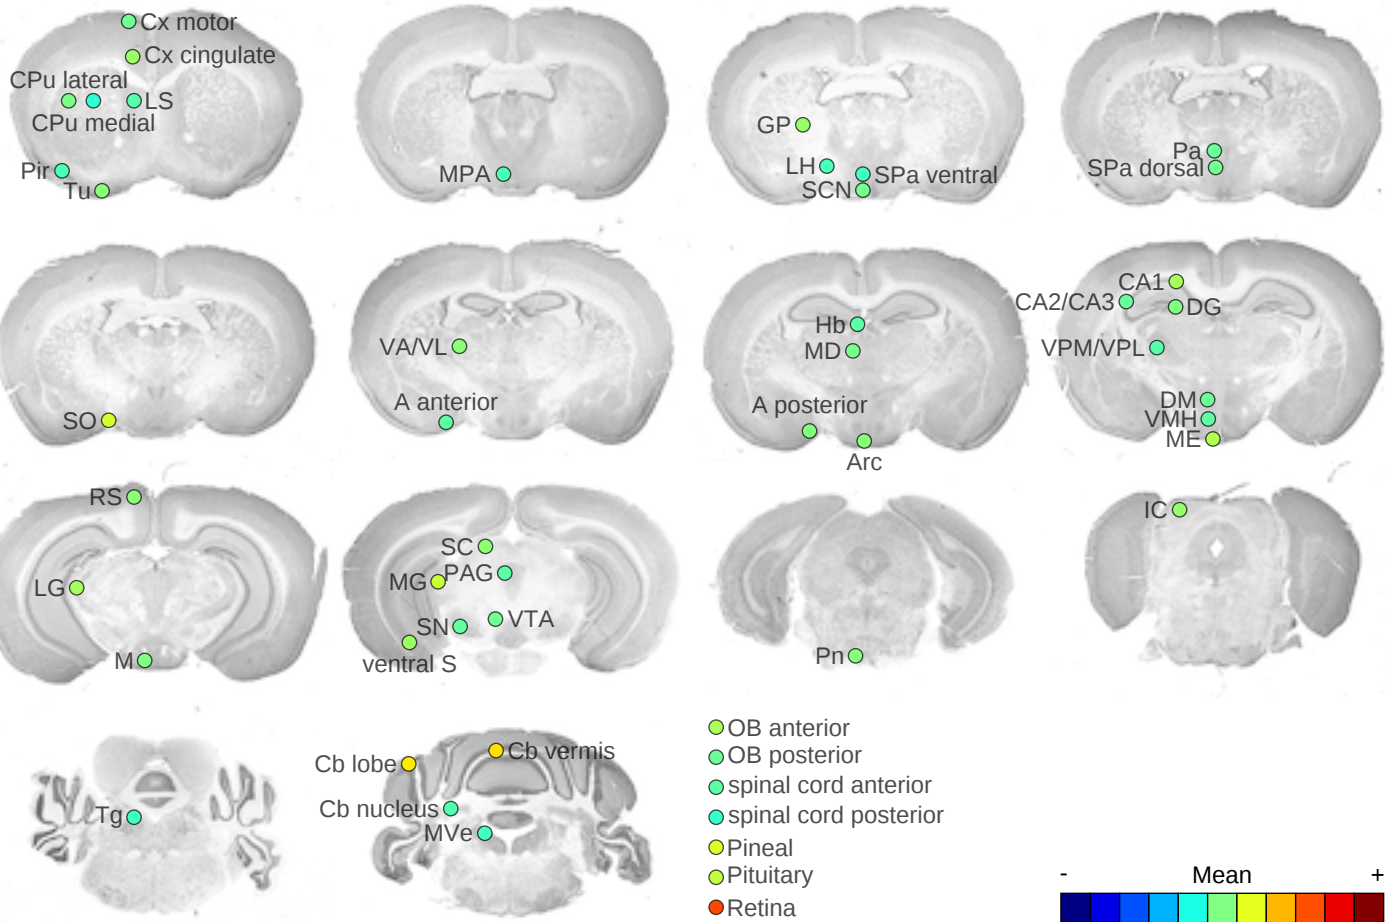 Cx motor
Cx cingulate
CPu lateral
LS
CPu medial
Pir
Tu
MPA
GP
LH
SPa ventral
SCN
Pa
SPa dorsal
SO
VA/VL
A anterior
Hb
MD
A posterior
Arc
CA1
CA2/CA3
DG
VPM/VPL
DM
VMH
ME
RS
LG
M
SC
MG
PAG
SN
VTA
ventral S
Pn
IC
Tg
Cb lobe
Cb vermis
Cb nucleus
MVe
OB anterior
OB posterior
spinal cord anterior
spinal cord posterior
Pineal
Pituitary
Retina
- Mean +